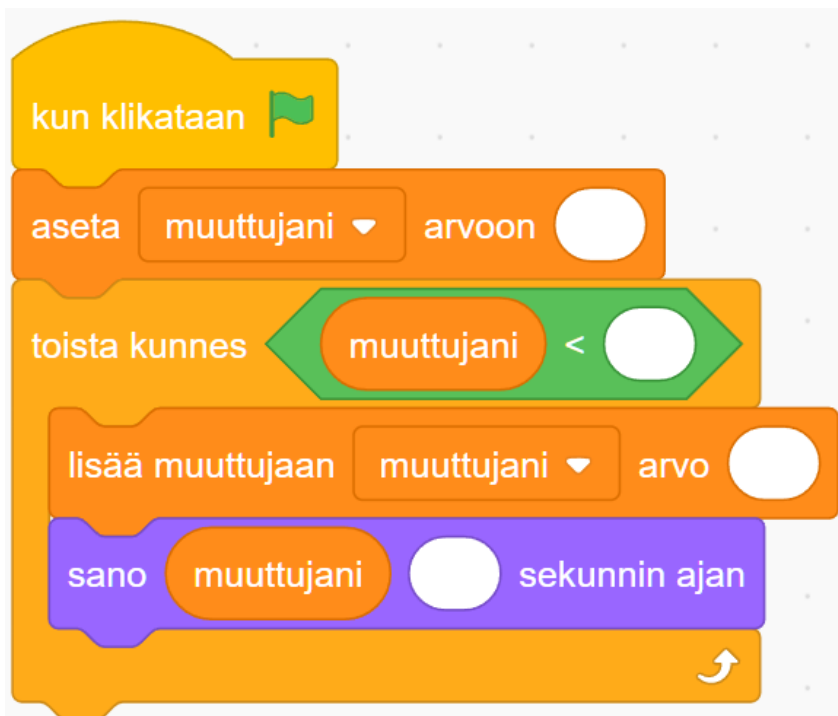 kun klikataan
aseta muuttujani arvoon
toista kunnes muuttujani <
lisää muuttujaan muuttujani arvo
sano muuttujani sekunnin ajan